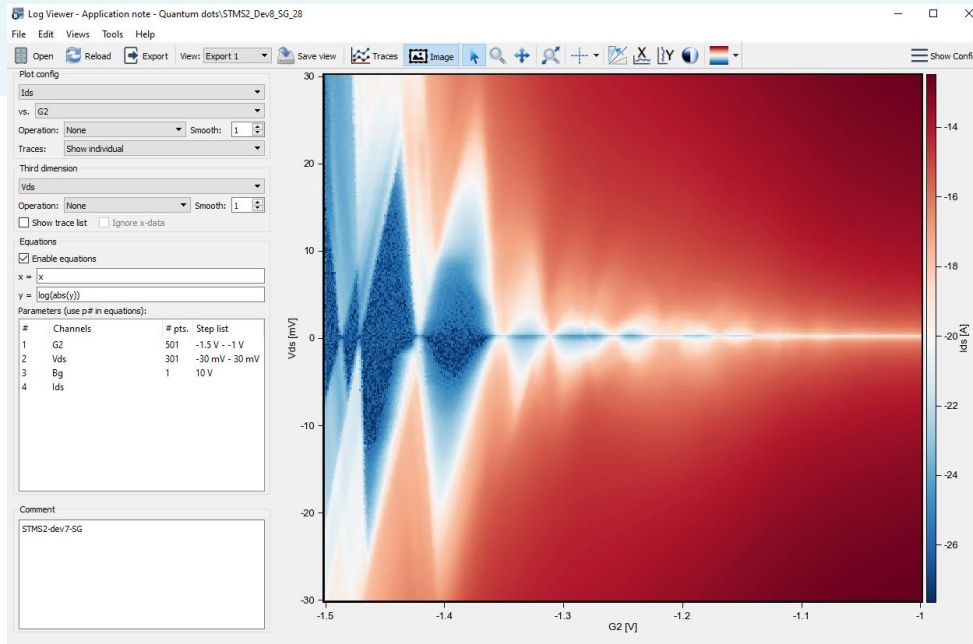 Log Viewer - Application note - Quantum dots\STMS2_Dev8_SG_28
File Edit Views Tools Help
Open Reload Export View: Export 1 Save view Traces Image X Y Show Confi
Plot config
Ids
vs. G2
Operation: None Smooth: 1
Traces: Show individual
Third dimension
Vds
Operation: None Smooth: 1
Show trace list Ignore x-data
Equations
Enable equations
x = x
y = log(abs(y))
Parameters (use p# in equations):
# Channels # pts. Step list
1 G2 501 -1.5 V - -1 V
2 Vds 301 -30 mV - 30 mV
3 Bg 1 10 V
4 Ids
Comment
STMS2-dev7-SG
Vds [mV]
30
20
10
0
-10
-20
-30
-1.5 -1.4 -1.3 -1.2 -1.1 -1
G2 [V]
-14
-16
-18
-20
-22
-24
-26
Ids [A]